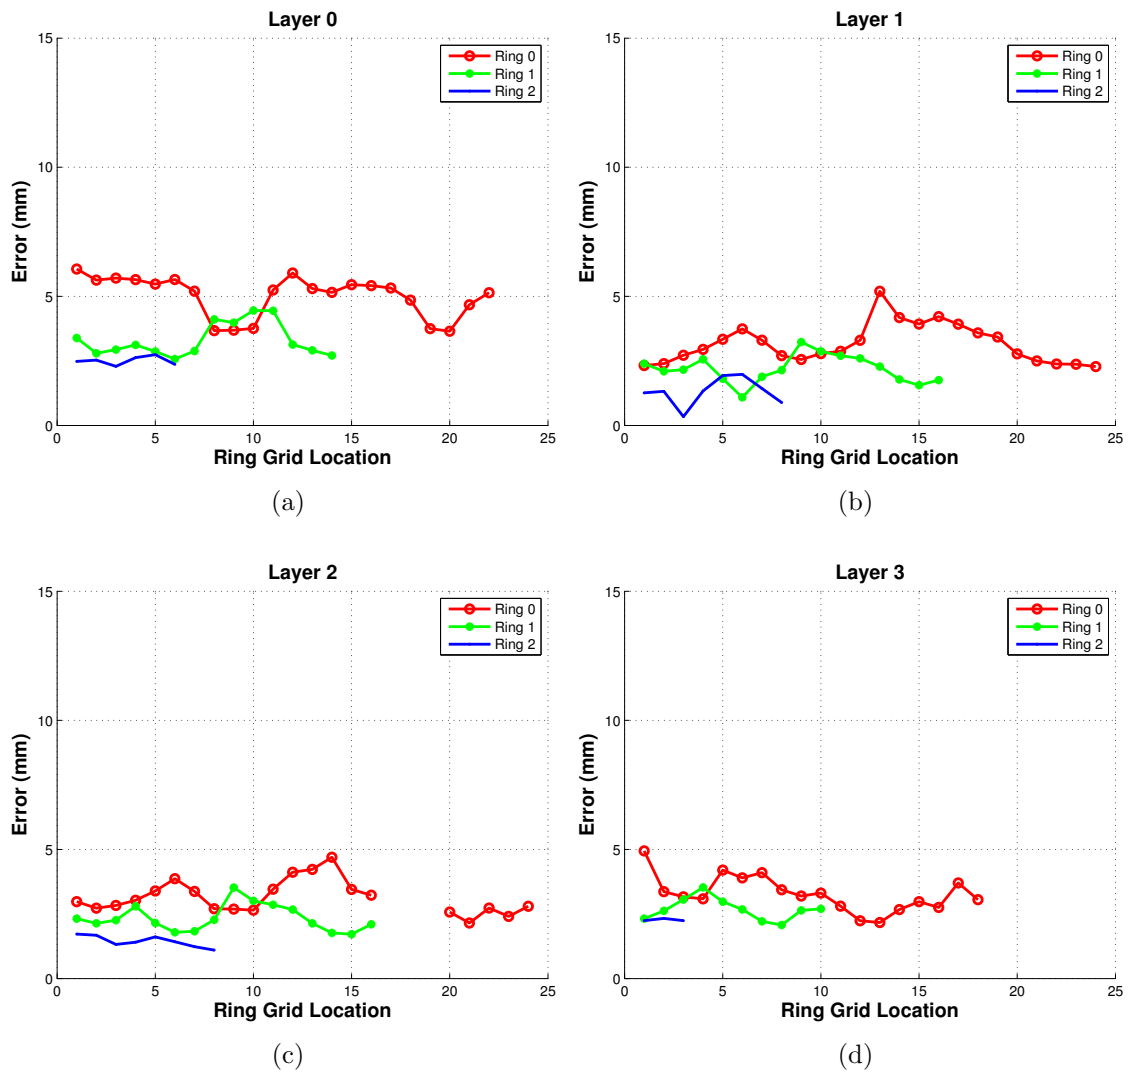 Layer 0
15
10
5
0
Error (mm)
Ring 0
Ring 1
Ring 2
0 5 10 15 20 25
Ring Grid Location
(a)
Layer 1
15
10
5
0
Error (mm)
Ring 0
Ring 1
Ring 2
0 5 10 15 20 25
Ring Grid Location
(b)
Layer 2
15
10
5
0
Error (mm)
Ring 0
Ring 1
Ring 2
0 5 10 15 20 25
Ring Grid Location
(c)
Layer 3
15
10
5
0
Error (mm)
Ring 0
Ring 1
Ring 2
0 5 10 15 20 25
Ring Grid Location
(d)